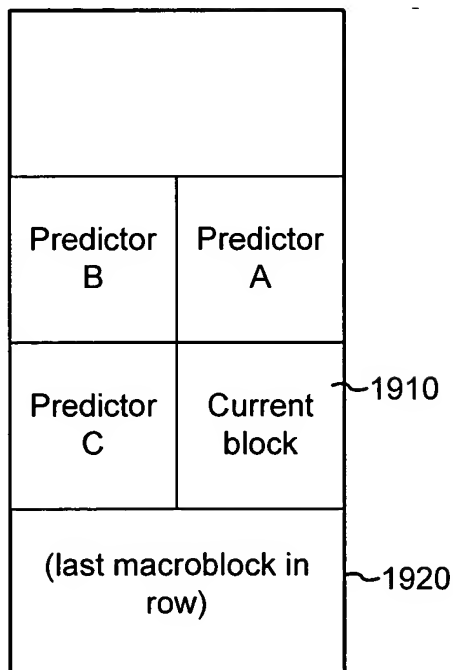 Predictor
B
Predictor
A
Predictor
C
Current
block
1910
(last macroblock in
row)
1920